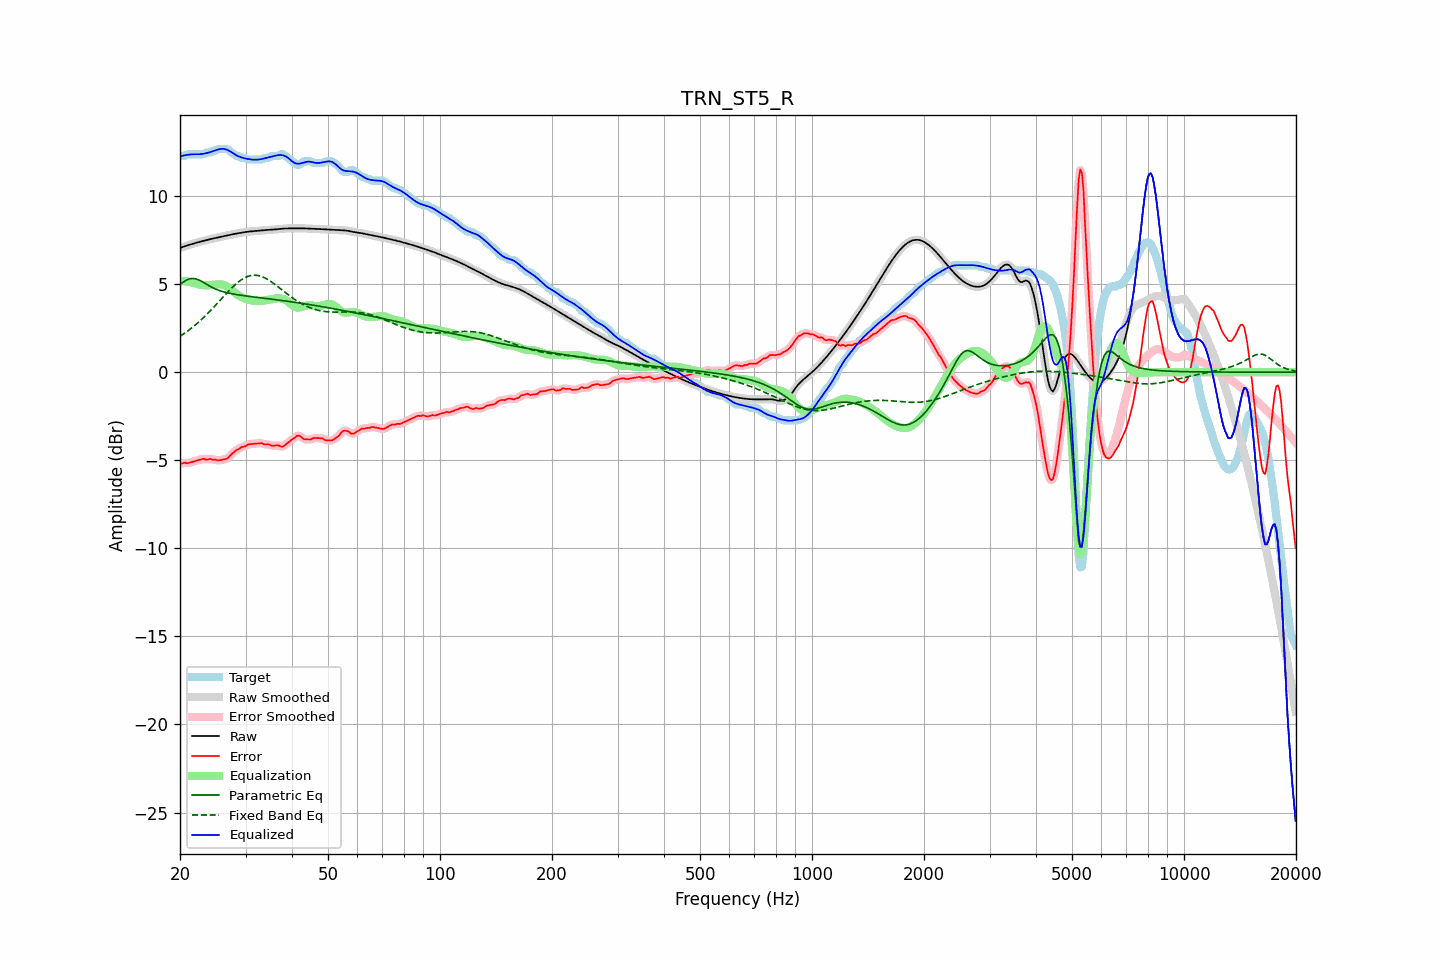 TRN_ST5_R
Amplitude (dBr)
10
5
0
−5
−10
−15
−20
−25
Target
Raw Smoothed
Error Smoothed
Raw
Error
Equalization
Parametric Eq
Fixed Band Eq
Equalized
20 50 100 200 500 1000 2000 5000 10000 20000
Frequency (Hz)